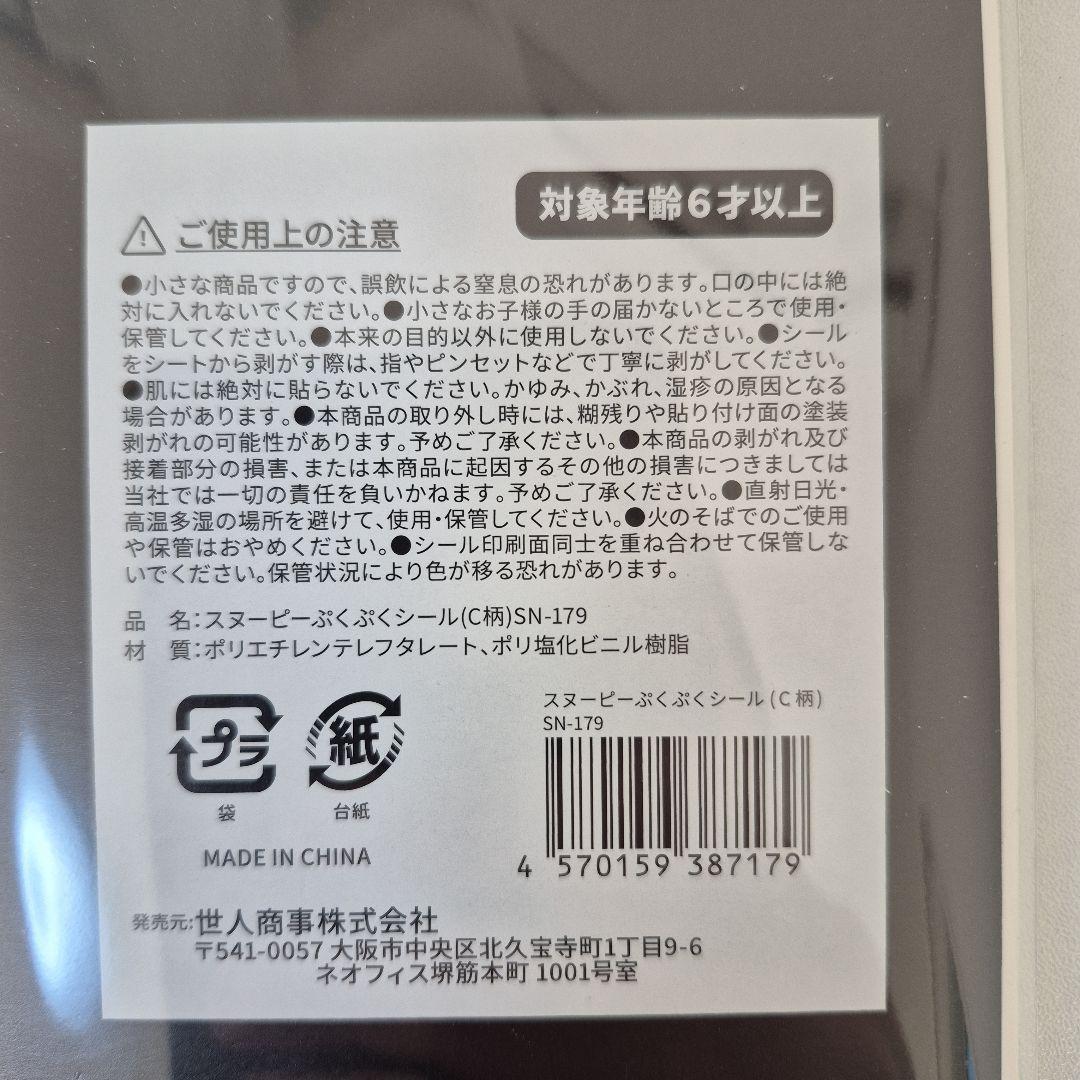 対象年齢6才以上
ご使用上の注意
●小さな商品ですので、誤飲による窒息の恐れがあります。口の中には絶
対に入れないでください。●小さなお子様の手の届かないところで使用・
保管してください。●本来の目的以外に使用しないでください。●シール
をシートから剥がす際は、指やピンセットなどで丁寧に剥がしてください。
●肌には絶対に貼らないでください。かゆみ、かぶれ、湿疹の原因となる
場合があります。●本商品の取り外し時には、糊残りや貼り付け面の塗装
剥がれの可能性があります。予めご了承ください。●本商品の剥がれ及び
接着部分の損害、または本商品に起因するその他の損害につきましては
当社では一切の責任を負いかねます。予めご了承ください。●直射日光・
高温多湿の場所を避けて、使用・保管してください。●火のそばでのご使用
や保管はおやめください。●シール印刷面同士を重ね合わせて保管しな
いでください。保管状況により色が移る恐れがあります。
品 名：スヌーピーぷくぷくシール(C柄)SN-179
材 質：ポリエチレンテレフタレート、ポリ塩化ビニル樹脂
プラ
袋
紙
台紙
MADE IN CHINA
スヌーピーぷくぷくシール(C柄)
SN-179
4 570159 387179
発売元:世人商事株式会社
〒541-0057 大阪市中央区北久宝寺町1丁目9-6
ネオフィス堺筋本町 1001号室